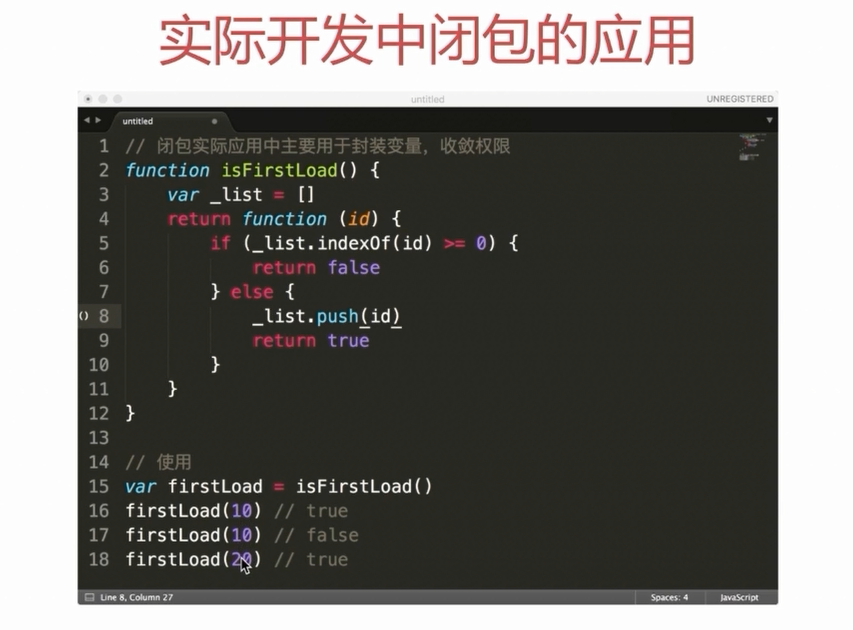 实际开发中闭包的应用
untitled
UNREGISTERED
untitled
1 // 闭包实际应用中主要用于封装变量，收敛权限
2 function isFirstLoad() {
3     var _list = []
4     return function (id) {
5         if (_list.indexOf(id) >= 0) {
6             return false
7         } else {
8             _list.push(id)
9             return true
10         }
11     }
12 }
13
14 // 使用
15 var firstLoad = isFirstLoad()
16 firstLoad(10) // true
17 firstLoad(10) // false
18 firstLoad(20) // true
Line 8, Column 27
Spaces: 4
JavaScript